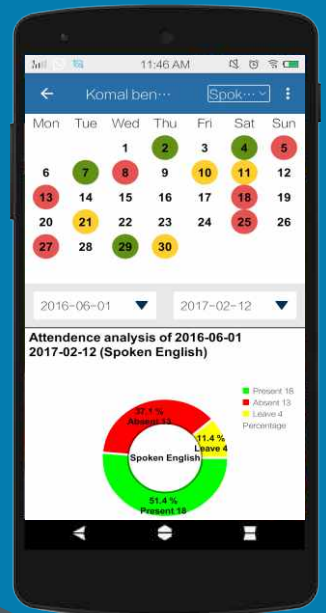 11:46 AM
Komal ben··· Spok···
Mon Tue Wed Thu Fri Sat Sun
1 2 3 4 5
6 7 8 9 10 11 12
13 14 15 16 17 18 19
20 21 22 23 24 25 26
27 28 29 30
2016-06-01 2017-02-12
Attendence analysis of 2016-06-01
2017-02-12 (Spoken English)
Present 18
Absent 13
Leave 4
Percentage
37.1 %
Absent 13
11.4 %
Leave 4
Spoken English
51.4 %
Present 18